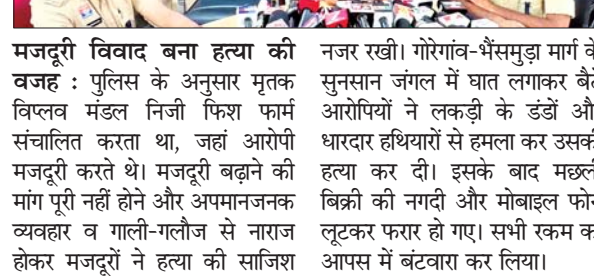 मजदूरी विवाद बना हत्या की
वजह : पुलिस के अनुसार मृतक
विप्लव मंडल निजी फिश फार्म
संचालित करता था, जहां आरोपी
मजदूरी करते थे। मजदूरी बढ़ाने की
मांग पूरी नहीं होने और अपमानजनक
व्यवहार व गाली-गलौज से नाराज
होकर मजदूरों ने हत्या की साजिश
नजर रखी। गोरेगांव-भैंसमुड़ा मार्ग के
सुनसान जंगल में घात लगाकर बैठे
आरोपियों ने लकड़ी के डंडों और
धारदार हथियारों से हमला कर उसकी
हत्या कर दी। इसके बाद मछली
बिक्री की नगदी और मोबाइल फोन
लूटकर फरार हो गए। सभी रकम का
आपस में बंटवारा कर लिया।